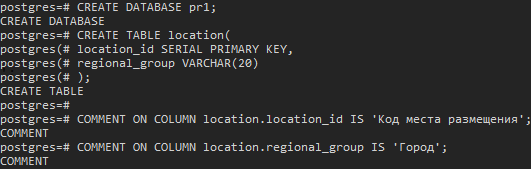 postgres=# CREATE DATABASE pr1;
CREATE DATABASE
postgres=# CREATE TABLE location(
postgres(# location_id SERIAL PRIMARY KEY,
postgres(# regional_group VARCHAR(20)
postgres(# );
CREATE TABLE
postgres=#
postgres=# COMMENT ON COLUMN location.location_id IS 'Код места размещения';
COMMENT
postgres=# COMMENT ON COLUMN location.regional_group IS 'Город';
COMMENT